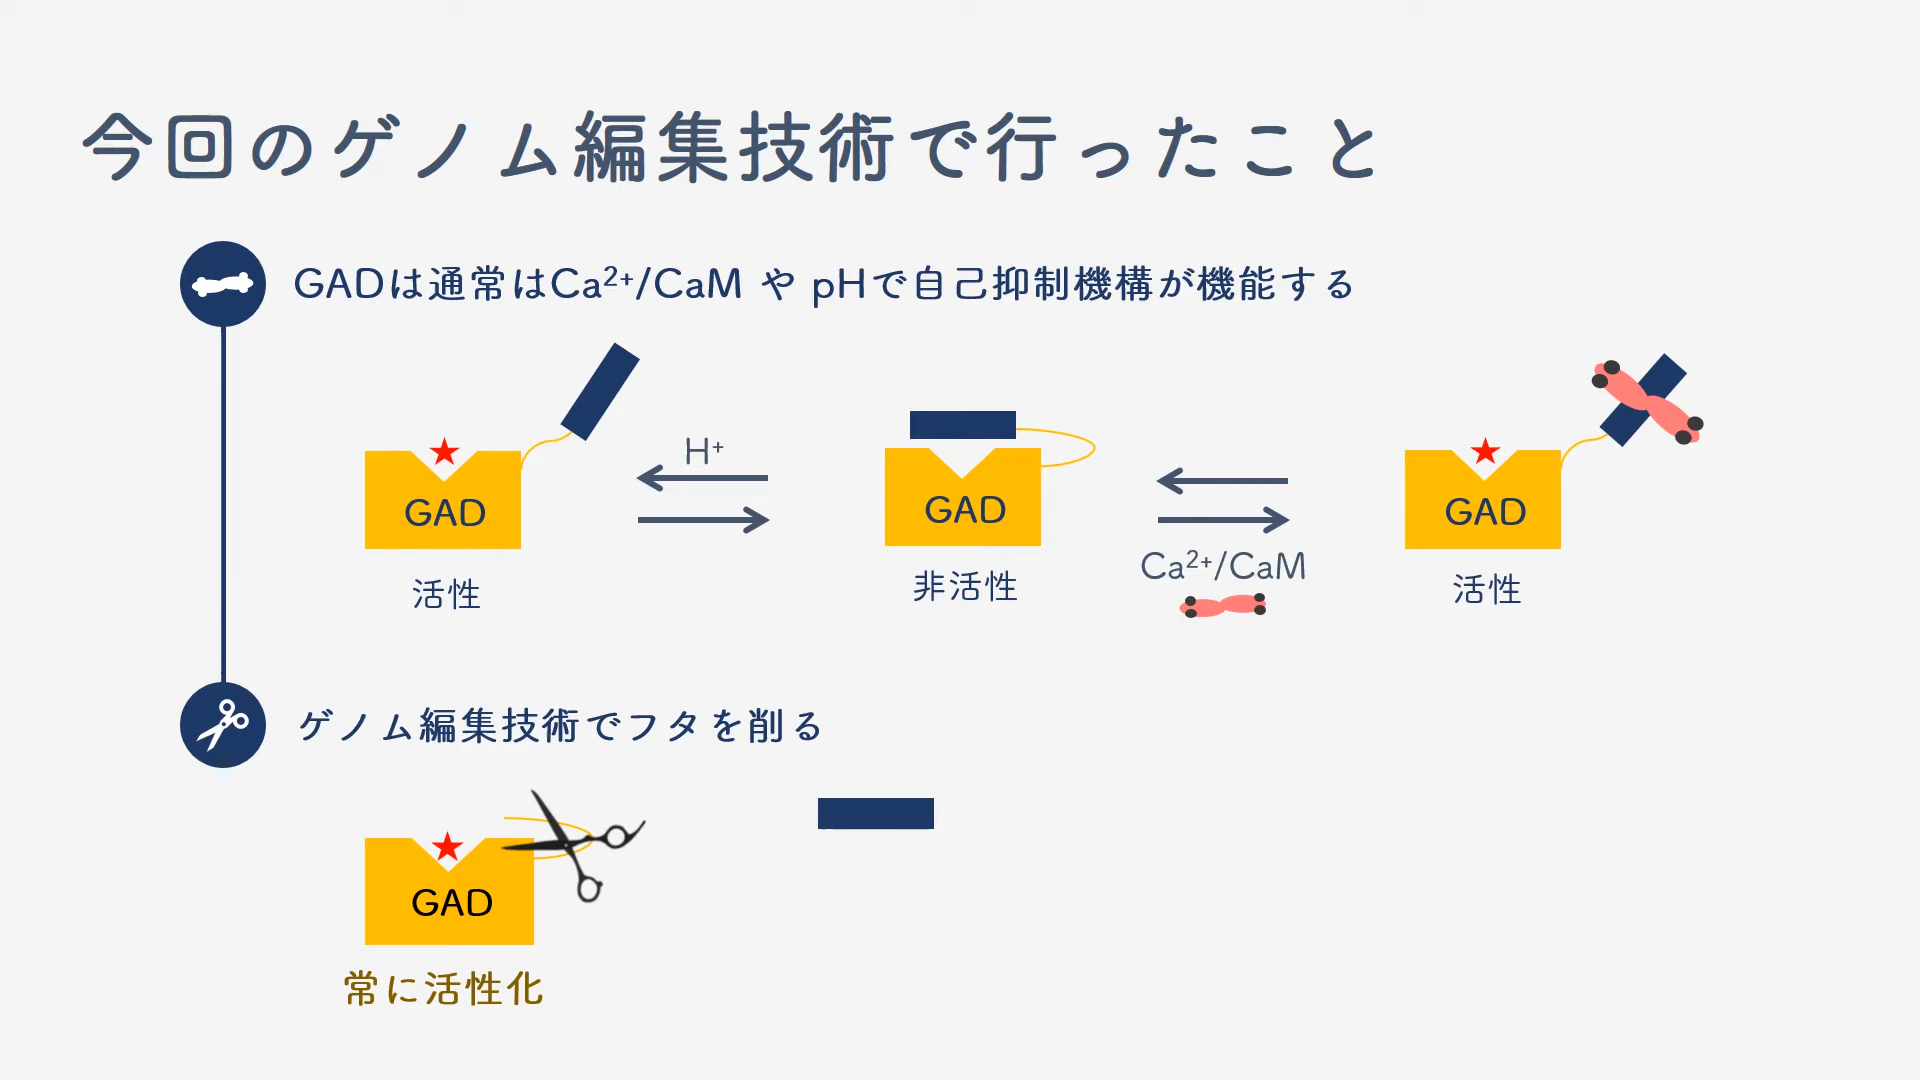 今回のゲノム編集技術で行ったこと
GADは通常はCa²⁺/CaM や pHで自己抑制機構が機能する
H⁺
GAD
GAD
GAD
Ca²⁺/CaM
活性
非活性
活性
ゲノム編集技術でフタを削る
GAD
常に活性化